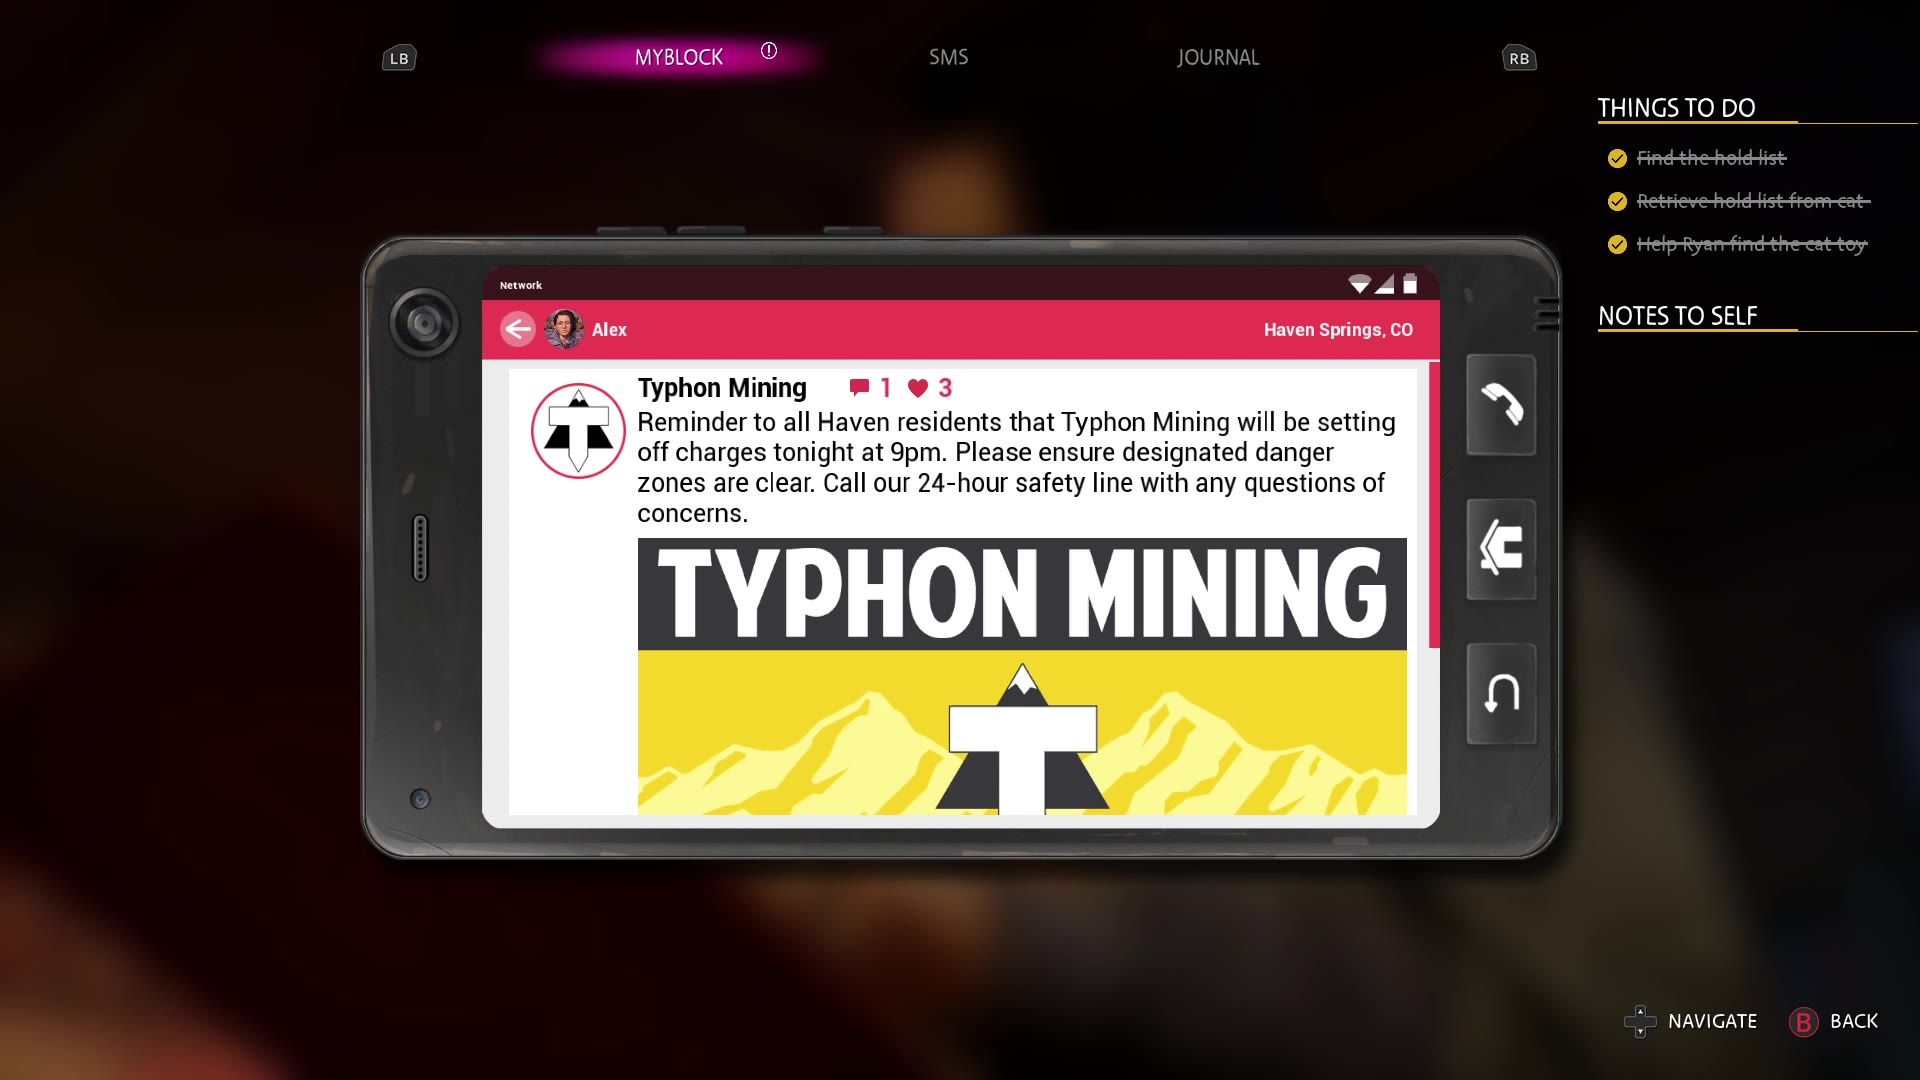 LB
MYBLOCK
SMS
JOURNAL
RB
THINGS TO DO
Find the hold list
Retrieve hold list from cat
Help Ryan find the cat toy
NOTES TO SELF
Network
Alex
Haven Springs, CO
Typhon Mining 1 3
Reminder to all Haven residents that Typhon Mining will be setting
off charges tonight at 9pm. Please ensure designated danger
zones are clear. Call our 24-hour safety line with any questions of
concerns.
TYPHON MINING
T
NAVIGATE
B BACK